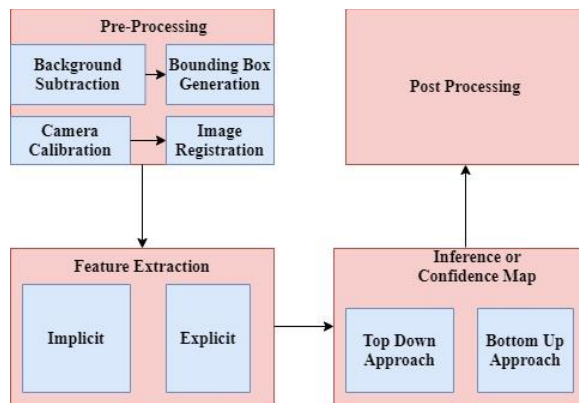 Pre-Processing
Background
Subtraction
Bounding Box
Generation
Camera
Calibration
Image
Registration
Post Processing
Feature Extraction
Implicit
Explicit
Inference or
Confidence Map
Top Down
Approach
Bottom Up
Approach